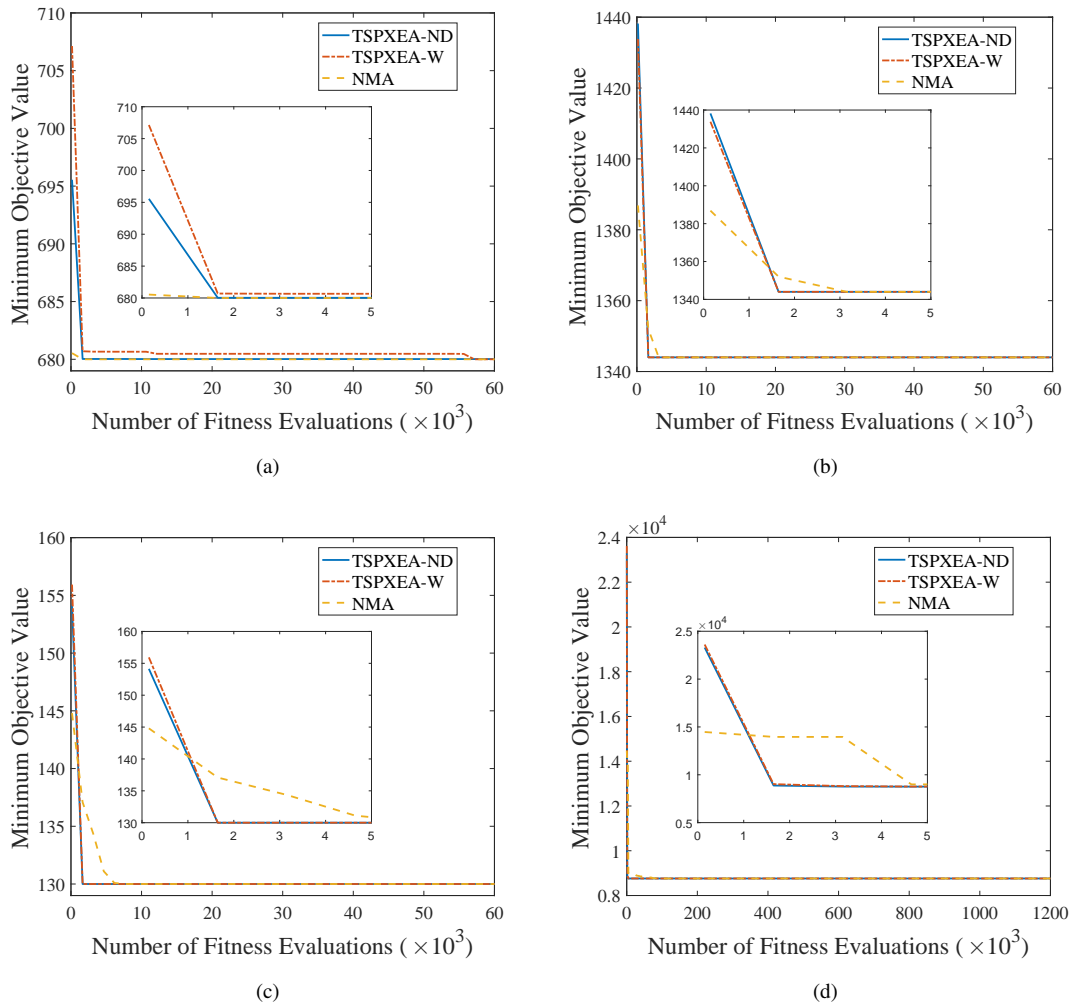 710
705
700
695
690
685
680
Minimum Objective Value
0 10 20 30 40 50 60
Number of Fitness Evaluations ( ×10³)
TSPXEA-ND
TSPXEA-W
NMA
710
705
700
695
690
685
680
0 1 2 3 4 5
(a)
1440
1420
1400
1380
1360
1340
Minimum Objective Value
0 10 20 30 40 50 60
Number of Fitness Evaluations ( ×10³)
TSPXEA-ND
TSPXEA-W
NMA
1440
1420
1400
1380
1360
1340
0 1 2 3 4 5
(b)
160
155
150
145
140
135
130
Minimum Objective Value
0 10 20 30 40 50 60
Number of Fitness Evaluations ( ×10³)
TSPXEA-ND
TSPXEA-W
NMA
160
155
150
145
140
135
130
0 1 2 3 4 5
(c)
×10⁴
2.4
2.2
2
1.8
1.6
1.4
1.2
1
0.8
Minimum Objective Value
0 200 400 600 800 1000 1200
Number of Fitness Evaluations ( ×10³)
TSPXEA-ND
TSPXEA-W
NMA
×10⁴
2.5
2
1.5
1
0.5
0 1 2 3 4 5
(d)